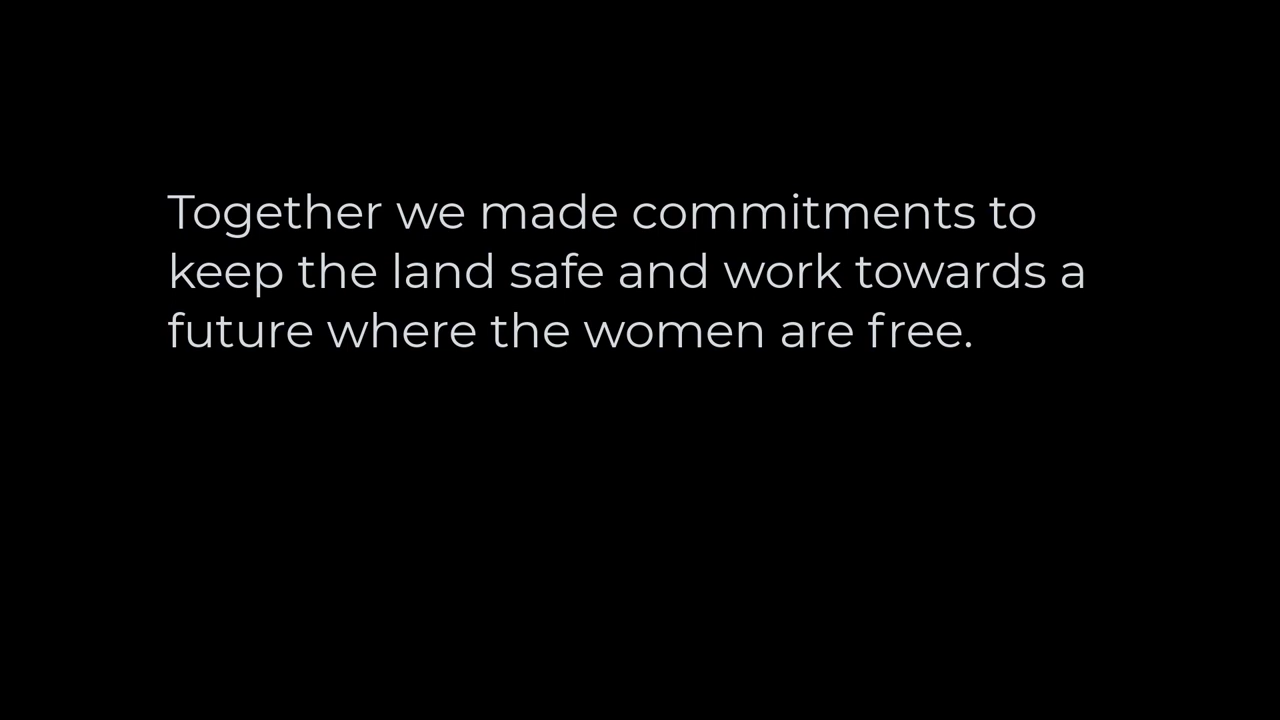 Together we made commitments to
keep the land safe and work towards a
future where the women are free.